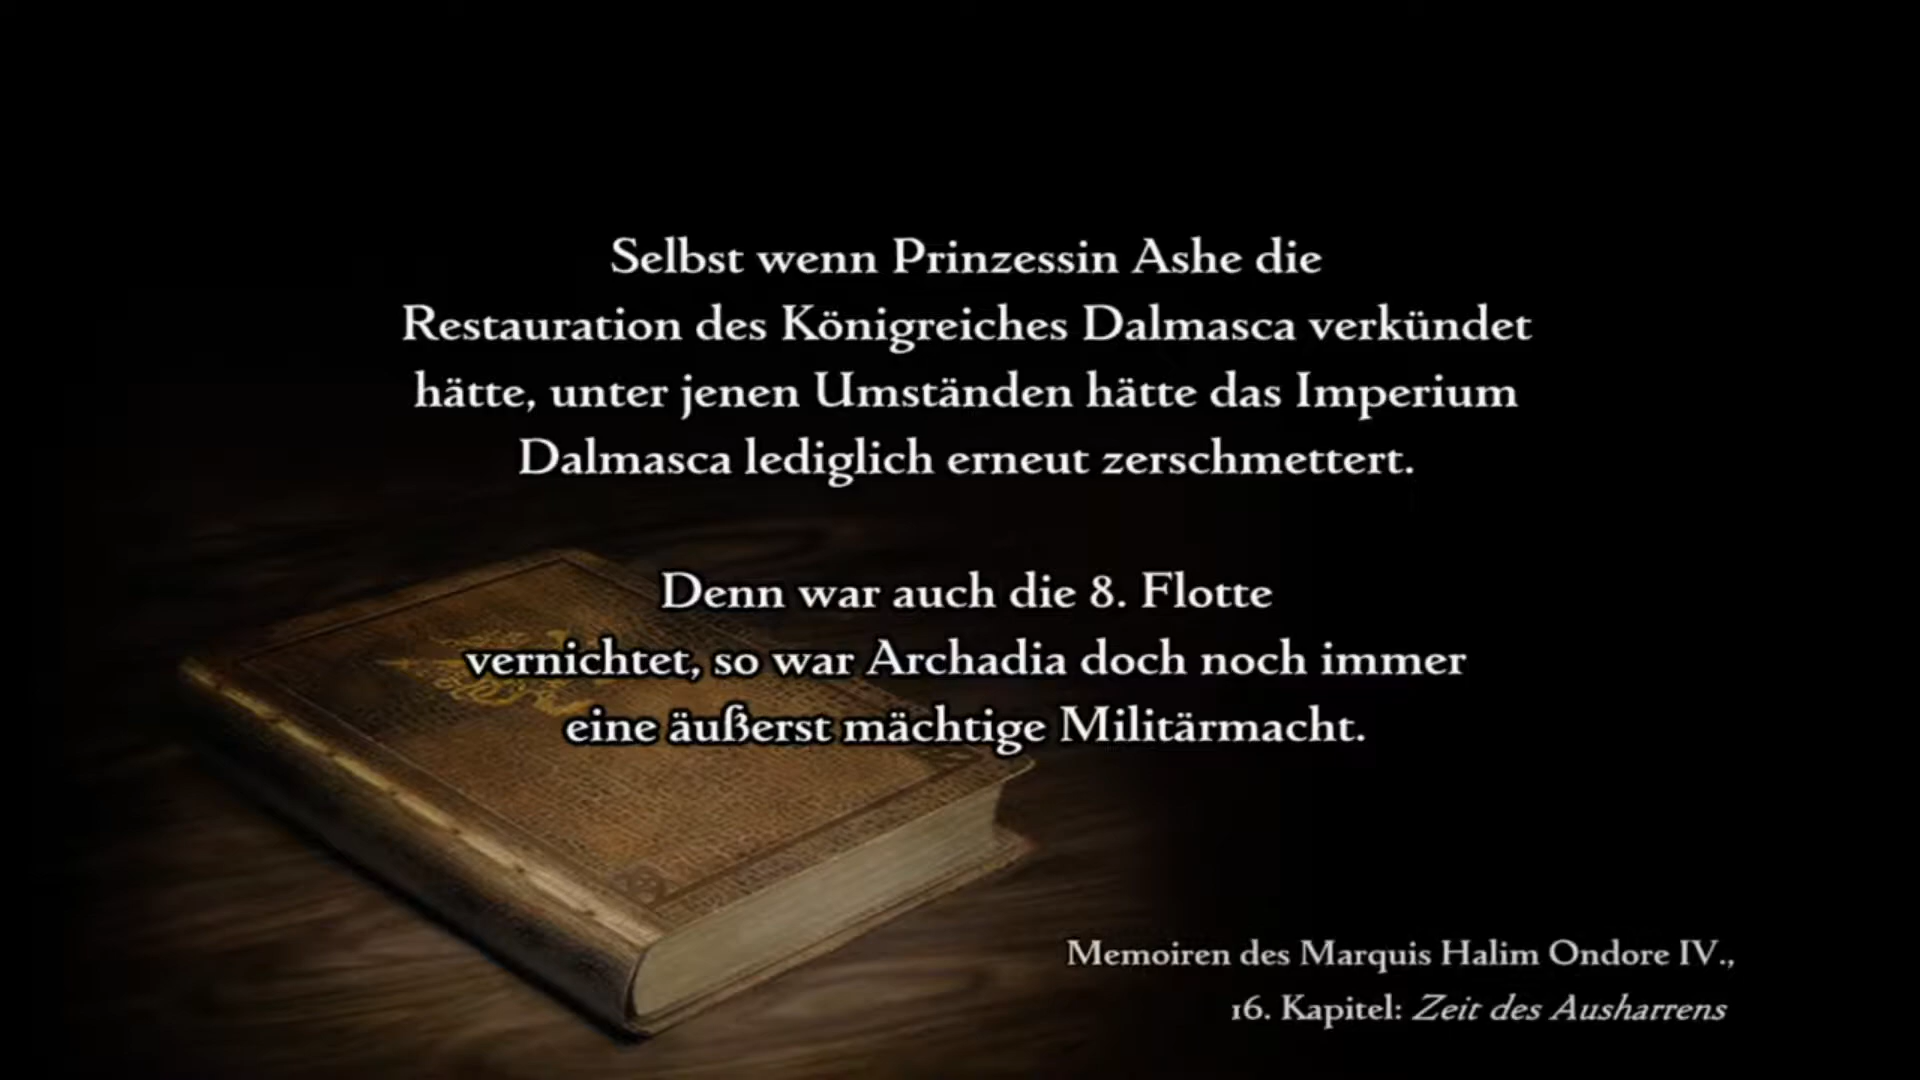 Selbst wenn Prinzessin Ashe die
Restauration des Königreiches Dalmasca verkündet
hätte, unter jenen Umständen hätte das Imperium
Dalmasca lediglich erneut zerschmettert.
Denn war auch die 8. Flotte
vernichtet, so war Archadia doch noch immer
eine äußerst mächtige Militärmacht.
Memoiren des Marquis Halim Ondore IV.,
16. Kapitel: Zeit des Ausharrens